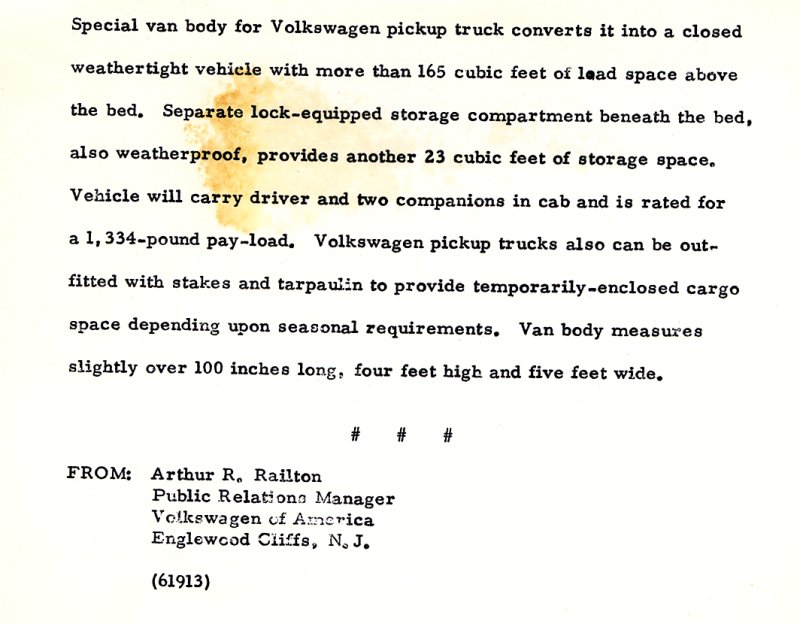 Special van body for Volkswagen pickup truck converts it into a closed
weathertight vehicle with more than 165 cubic feet of load space above
the bed. Separate lock-equipped storage compartment beneath the bed,
also weatherproof, provides another 23 cubic feet of storage space.
Vehicle will carry driver and two companions in cab and is rated for
a 1,334-pound pay-load. Volkswagen pickup trucks also can be out-
fitted with stakes and tarpaulin to provide temporarily-enclosed cargo
space depending upon seasonal requirements. Van body measures
slightly over 100 inches long, four feet high and five feet wide.
# # #
FROM: Arthur R. Railton
Public Relations Manager
Volkswagen of America
Englewood Cliffs, N.J.
(61913)